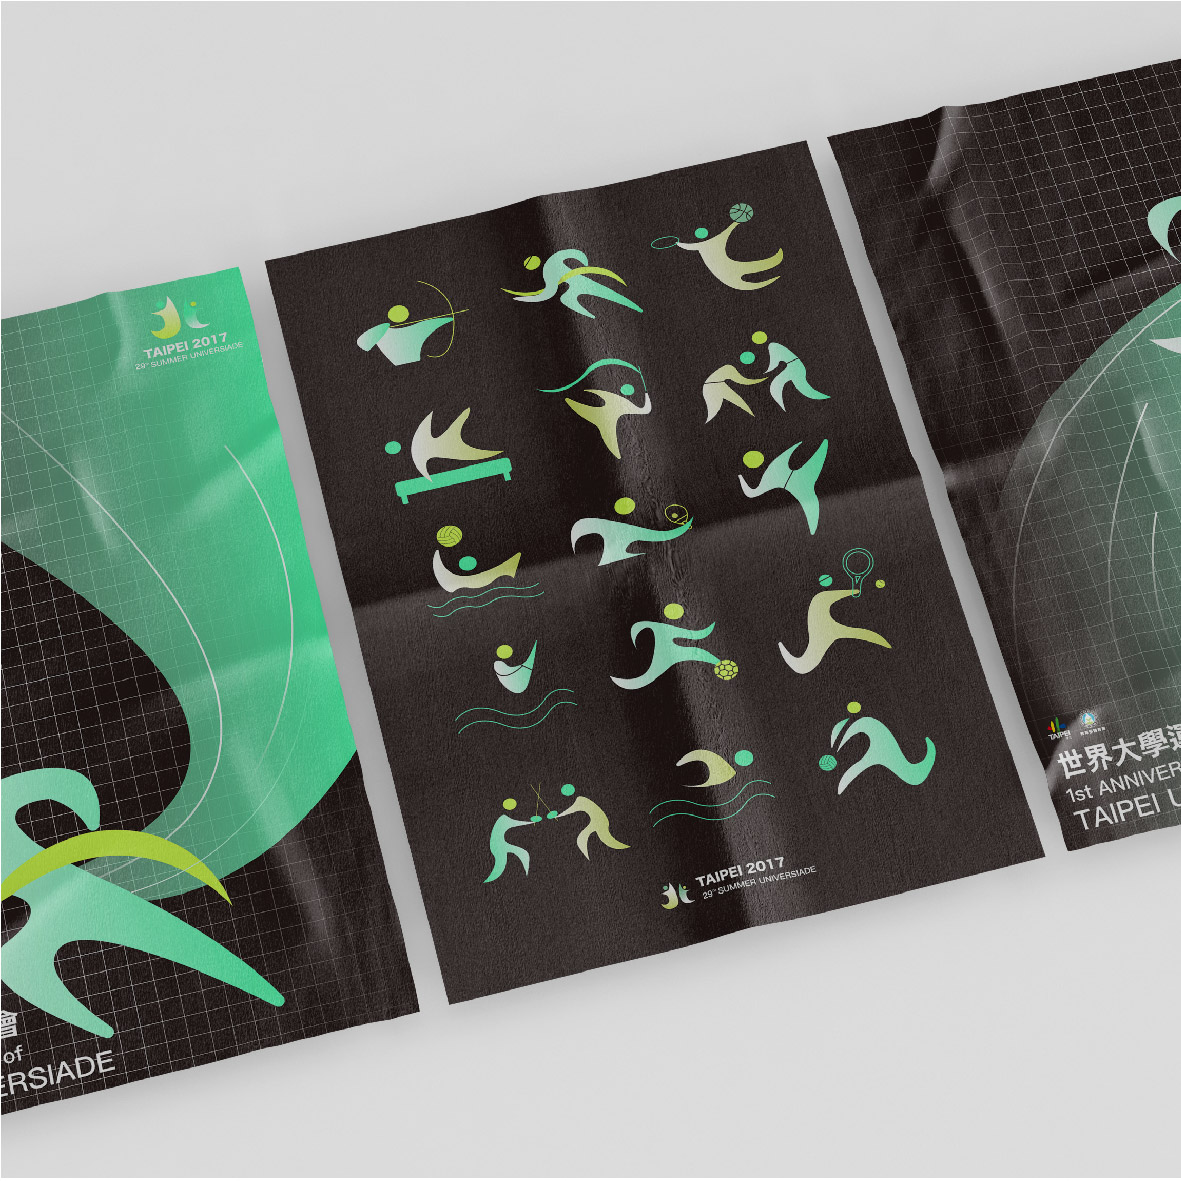 TAIPEI 2017
29TH SUMMER UNIVERSIADE
會
of
ERSIADE
TAIPEI 2017
29TH SUMMER UNIVERSIADE
TAIPEI
世界大學運
1st ANNIVER
TAIPEI U